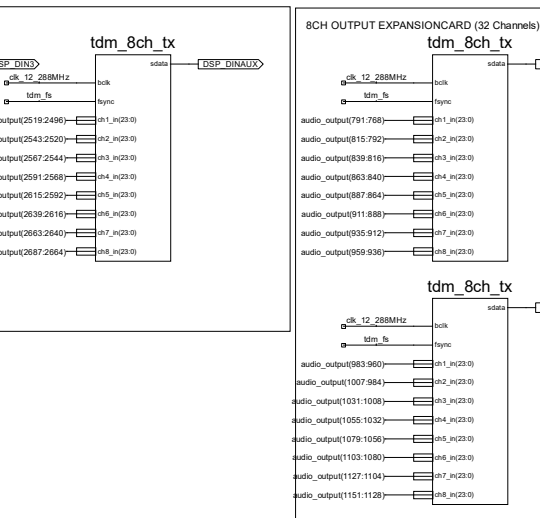 tdm_8ch_tx
SP_DIN3
sdata
DSP_DINAUX
clk_12_288MHz
bclk
tdm_fs
fsync
output(2519:2496)
ch1_in(23:0)
output(2543:2520)
ch2_in(23:0)
output(2567:2544)
ch3_in(23:0)
output(2591:2568)
ch4_in(23:0)
output(2615:2592)
ch5_in(23:0)
output(2639:2616)
ch6_in(23:0)
output(2663:2640)
ch7_in(23:0)
output(2687:2664)
ch8_in(23:0)
8CH OUTPUT EXPANSIONCARD (32 Channels)
tdm_8ch_tx
sdata
clk_12_288MHz
bclk
tdm_fs
fsync
audio_output(791:768)
ch1_in(23:0)
audio_output(815:792)
ch2_in(23:0)
audio_output(839:816)
ch3_in(23:0)
audio_output(863:840)
ch4_in(23:0)
audio_output(887:864)
ch5_in(23:0)
audio_output(911:888)
ch6_in(23:0)
audio_output(935:912)
ch7_in(23:0)
audio_output(959:936)
ch8_in(23:0)
tdm_8ch_tx
sdata
clk_12_288MHz
bclk
tdm_fs
fsync
audio_output(983:960)
ch1_in(23:0)
audio_output(1007:984)
ch2_in(23:0)
audio_output(1031:1008)
ch3_in(23:0)
audio_output(1055:1032)
ch4_in(23:0)
audio_output(1079:1056)
ch5_in(23:0)
audio_output(1103:1080)
ch6_in(23:0)
audio_output(1127:1104)
ch7_in(23:0)
audio_output(1151:1128)
ch8_in(23:0)